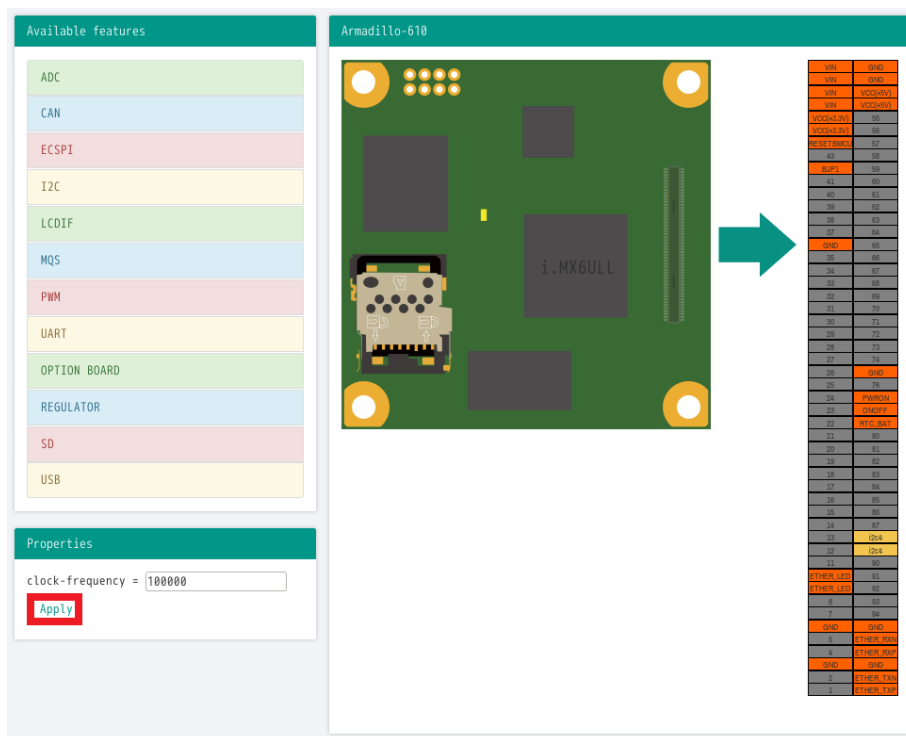 Available features
ADC
CAN
ECSPI
I2C
LCDIF
MQS
PWM
UART
OPTION BOARD
REGULATOR
SD
USB
Properties
clock-frequency = 100000
Apply
Armadillo-610
i.MX6ULL
VIN GND
VIN GND
VIN VCC(+5V)
VIN VCC(+5V)
VCC(+3.3V) 55
VCC(+3.3V) 56
RESETBMCU 57
43 58
BJP1 59
41 60
40 61
39 62
38 63
37 64
GND 65
35 66
34 67
33 68
32 69
31 70
30 71
29 72
28 73
27 74
26 GND
25 76
24 PWRON
23 ONOFF
22 RTC_BAT
21 80
20 81
19 82
18 83
17 84
16 85
15 86
14 87
13 i2c4
12 i2c4
11 90
ETHER_LED 91
ETHER_LED 92
8 93
7 94
GND GND
5 ETHER_RXN
4 ETHER_RXP
GND GND
2 ETHER_TXN
1 ETHER_TXP